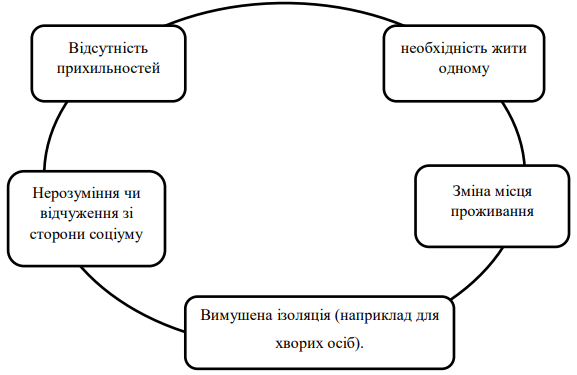 Відсутність
прихильностей
необхідність жити
одному
Нерозуміння чи
відчуження зі
сторони соціуму
Зміна місця
проживання
Вимушена ізоляція (наприклад для
хворих осіб).